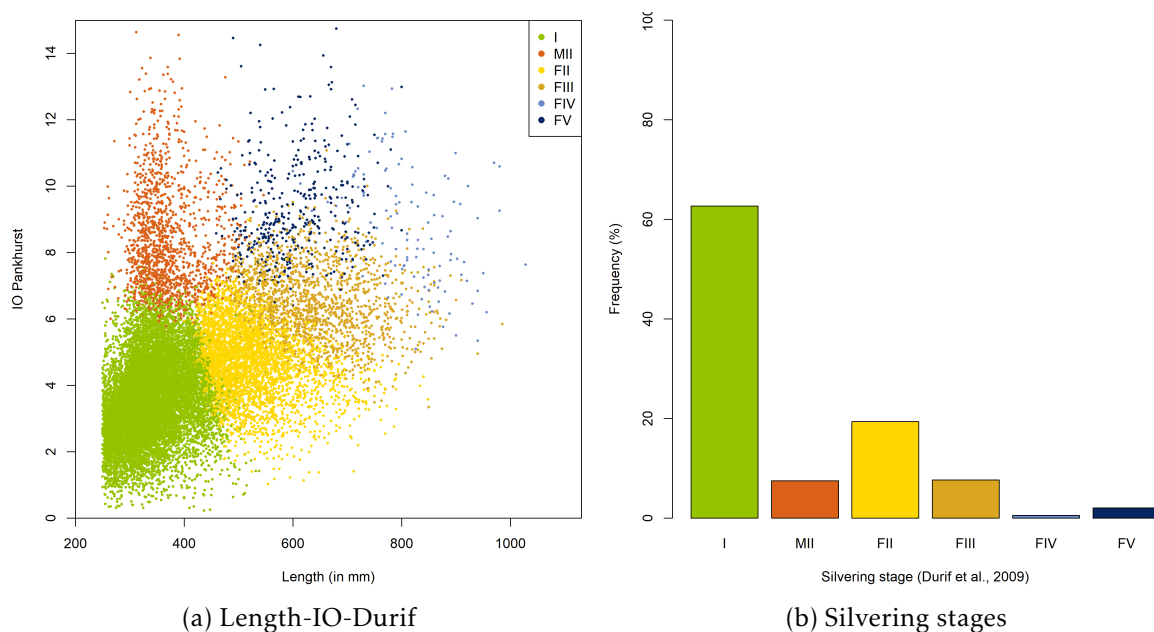 I
MII
FII
FIII
FIV
FV
IO Pankhurst
14
12
10
8
6
4
2
0
200 400 600 800 1000
Length (in mm)
(a) Length-IO-Durif
Frequency (%)
100
80
60
40
20
0
I MII FII FIII FIV FV
Silvering stage (Durif et al., 2009)
(b) Silvering stages